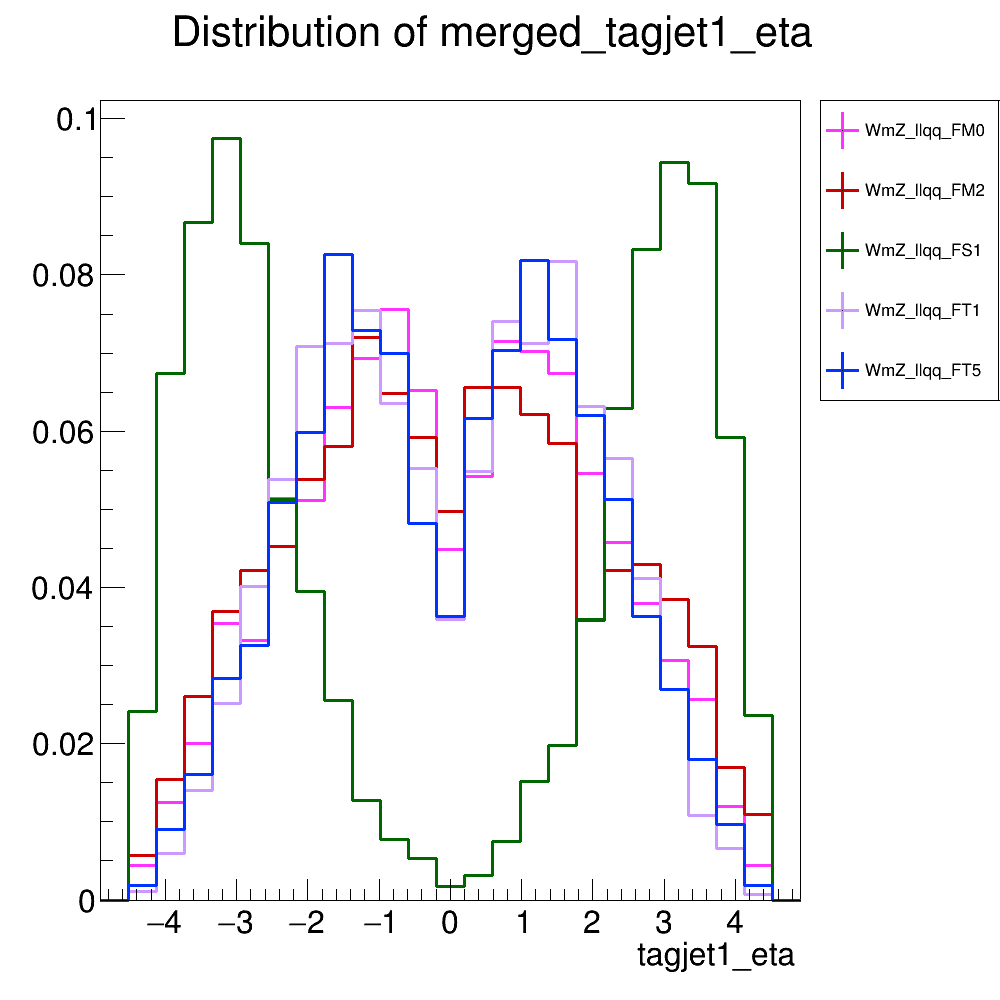 Distribution of merged_tagjet1_eta
0.1
0.08
0.06
0.04
0.02
0
−4 −3 −2 −1 0 1 2 3 4
tagjet1_eta
WmZ_llqq_FM0
WmZ_llqq_FM2
WmZ_llqq_FS1
WmZ_llqq_FT1
WmZ_llqq_FT5